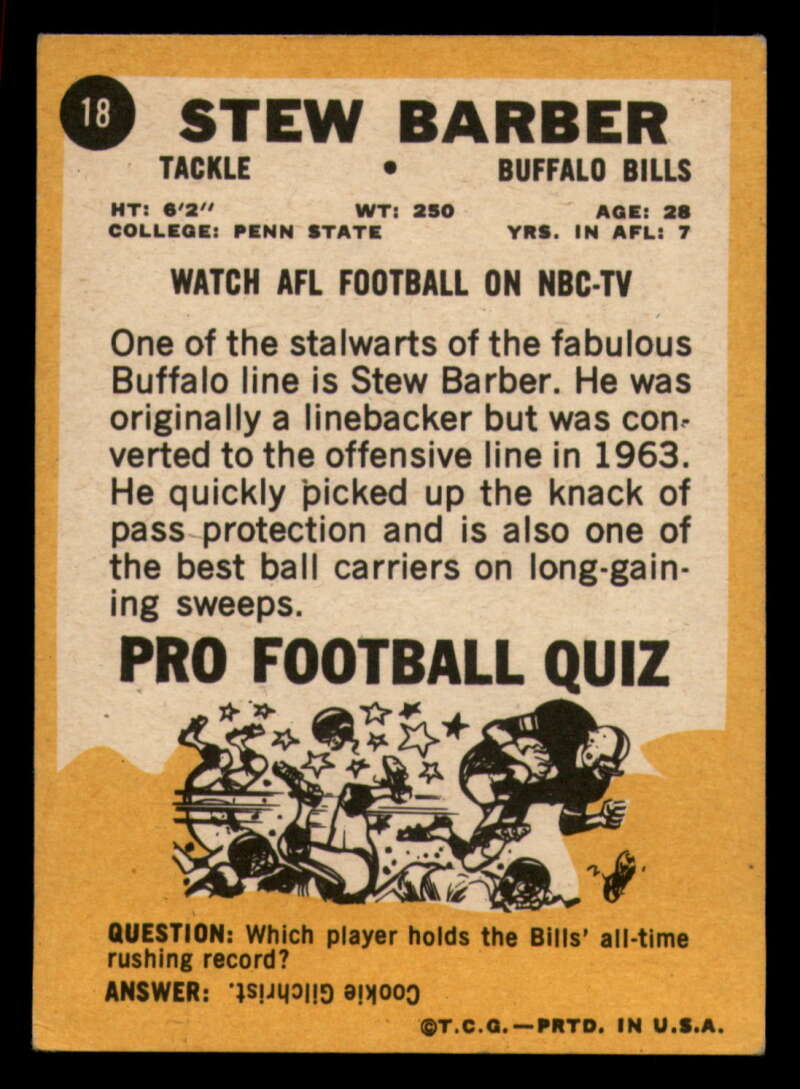 18
STEW BARBER
TACKLE • BUFFALO BILLS
HT: 6'2" WT: 250 AGE: 28
COLLEGE: PENN STATE YRS. IN AFL: 7
WATCH AFL FOOTBALL ON NBC-TV
One of the stalwarts of the fabulous
Buffalo line is Stew Barber. He was
originally a linebacker but was con-
verted to the offensive line in 1963.
He quickly picked up the knack of
pass protection and is also one of
the best ball carriers on long-gain-
ing sweeps.
PRO FOOTBALL QUIZ
QUESTION: Which player holds the Bills' all-time
rushing record?
ANSWER: Cookie Gilchrist.
©T.C.G.—PRTD. IN U.S.A.